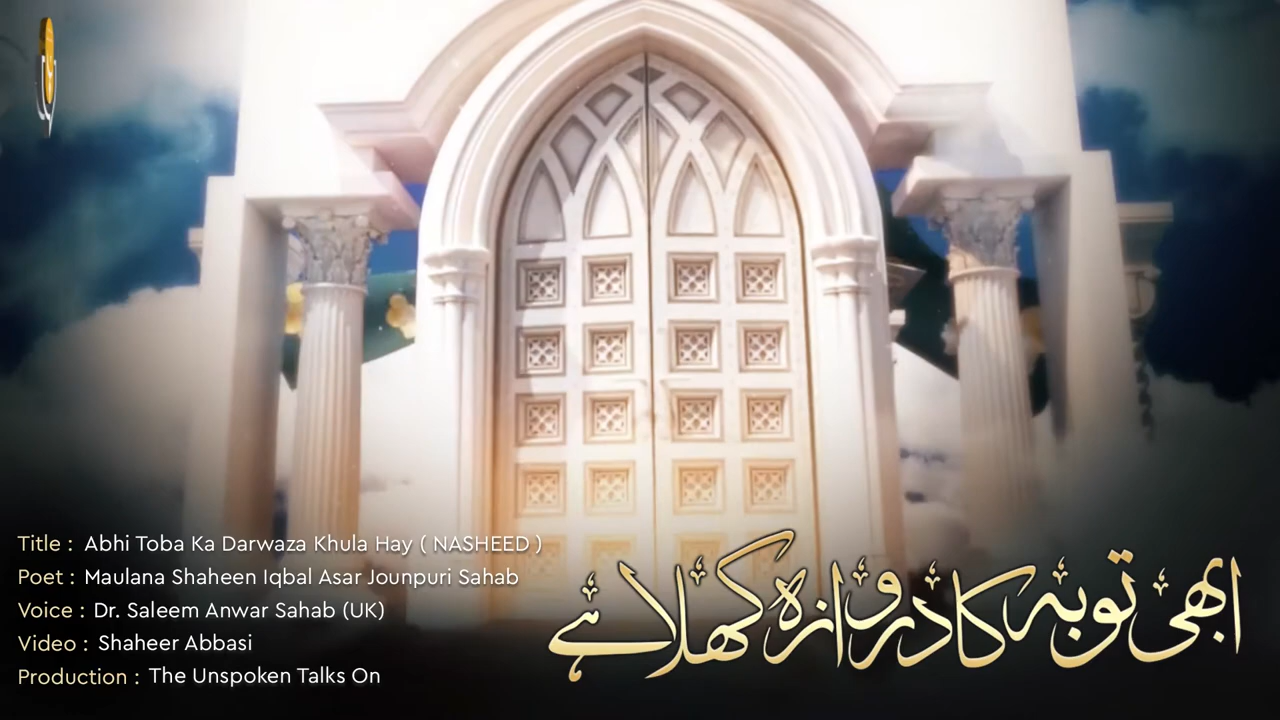 Title : Abhi Toba Ka Darwaza Khula Hay ( NASHEED )
Poet : Maulana Shaheen Iqbal Asar Jounpuri Sahab
Voice : Dr. Saleem Anwar Sahab (UK)
Video : Shaheer Abbasi
Production : The Unspoken Talks On
ابھی توبہ کا دروازہ کھلا ہے